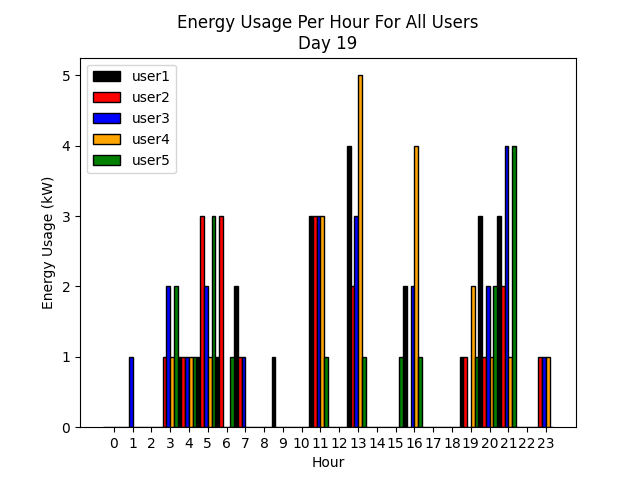 Energy Usage Per Hour For All Users
Day 19
user1
user2
user3
user4
user5
Energy Usage (kW)
5
4
3
2
1
0
0 1 2 3 4 5 6 7 8 9 10 11 12 13 14 15 16 17 18 19 20 21 22 23
Hour